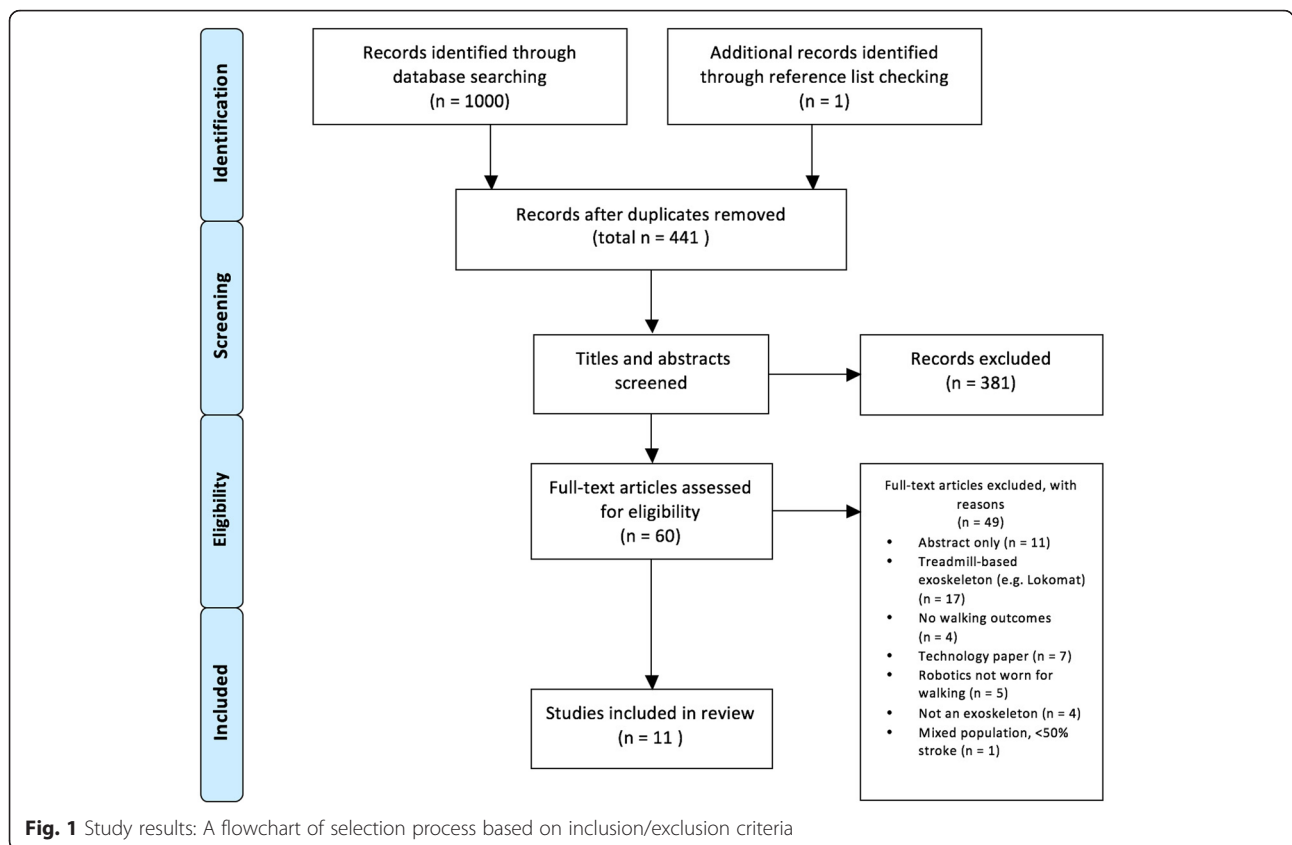 Identification
Records identified through
database searching
(n = 1000)
Additional records identified
through reference list checking
(n = 1)
Records after duplicates removed
(total n = 441 )
Screening
Titles and abstracts
screened
Records excluded
(n = 381)
Eligibility
Full-text articles assessed
for eligibility
(n = 60)
Full-text articles excluded, with
reasons
(n = 49)
• Abstract only (n = 11)
• Treadmill-based
exoskeleton (e.g. Lokomat)
(n = 17)
• No walking outcomes
(n = 4)
• Technology paper (n = 7)
• Robotics not worn for
walking (n = 5)
• Not an exoskeleton (n = 4)
• Mixed population, <50%
stroke (n = 1)
Included
Studies included in review
(n = 11 )
Fig. 1 Study results: A flowchart of selection process based on inclusion/exclusion criteria